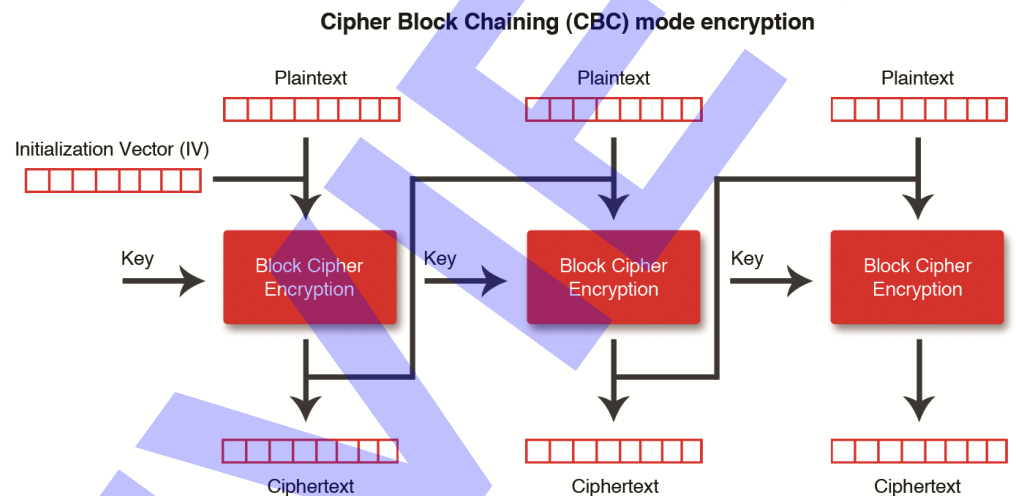 Cipher Block Chaining (CBC) mode encryption
Plaintext
Plaintext
Plaintext
Initialization Vector (IV)
Key
Block Cipher
Encryption
Key
Block Cipher
Encryption
Key
Block Cipher
Encryption
Ciphertext
Ciphertext
Ciphertext